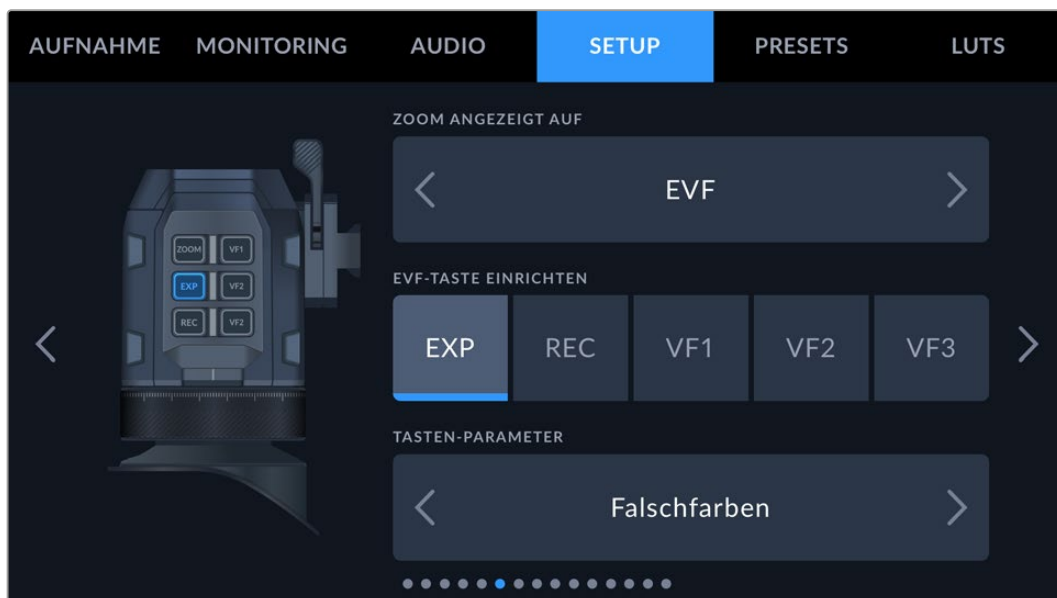 AUFNAHME MONITORING AUDIO SETUP PRESETS LUTS
ZOOM ANGEZEIGT AUF
EVF
EVF-TASTE EINRICHTEN
ZOOM VF1
EXP VF2
REC VF2
EXP REC VF1 VF2 VF3
TASTEN-PARAMETER
Falschfarben